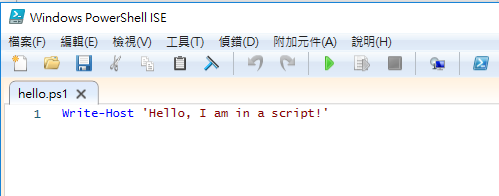 Windows PowerShell ISE
檔案(F) 編輯(E) 檢視(V) 工具(T) 偵錯(D) 附加元件(A) 說明(H)
hello.ps1
1 Write-Host 'Hello, I am in a script!'